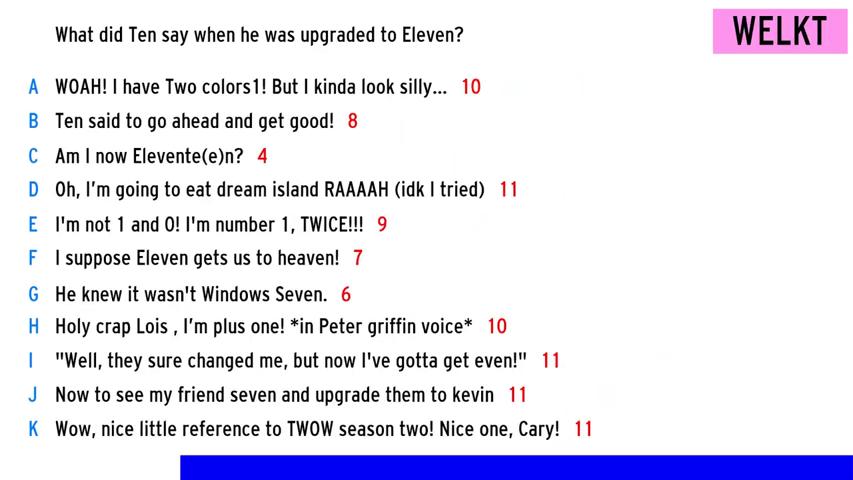 What did Ten say when he was upgraded to Eleven?
WELKT
A WOAH! I have Two colors1! But I kinda look silly... 10
B Ten said to go ahead and get good! 8
C Am I now Elevente(e)n? 4
D Oh, I'm going to eat dream island RAAAAH (idk I tried) 11
E I'm not 1 and 0! I'm number 1, TWICE!!! 9
F I suppose Eleven gets us to heaven! 7
G He knew it wasn't Windows Seven. 6
H Holy crap Lois , I'm plus one! *in Peter griffin voice* 10
I "Well, they sure changed me, but now I've gotta get even!" 11
J Now to see my friend seven and upgrade them to kevin 11
K Wow, nice little reference to TWOW season two! Nice one, Cary! 11